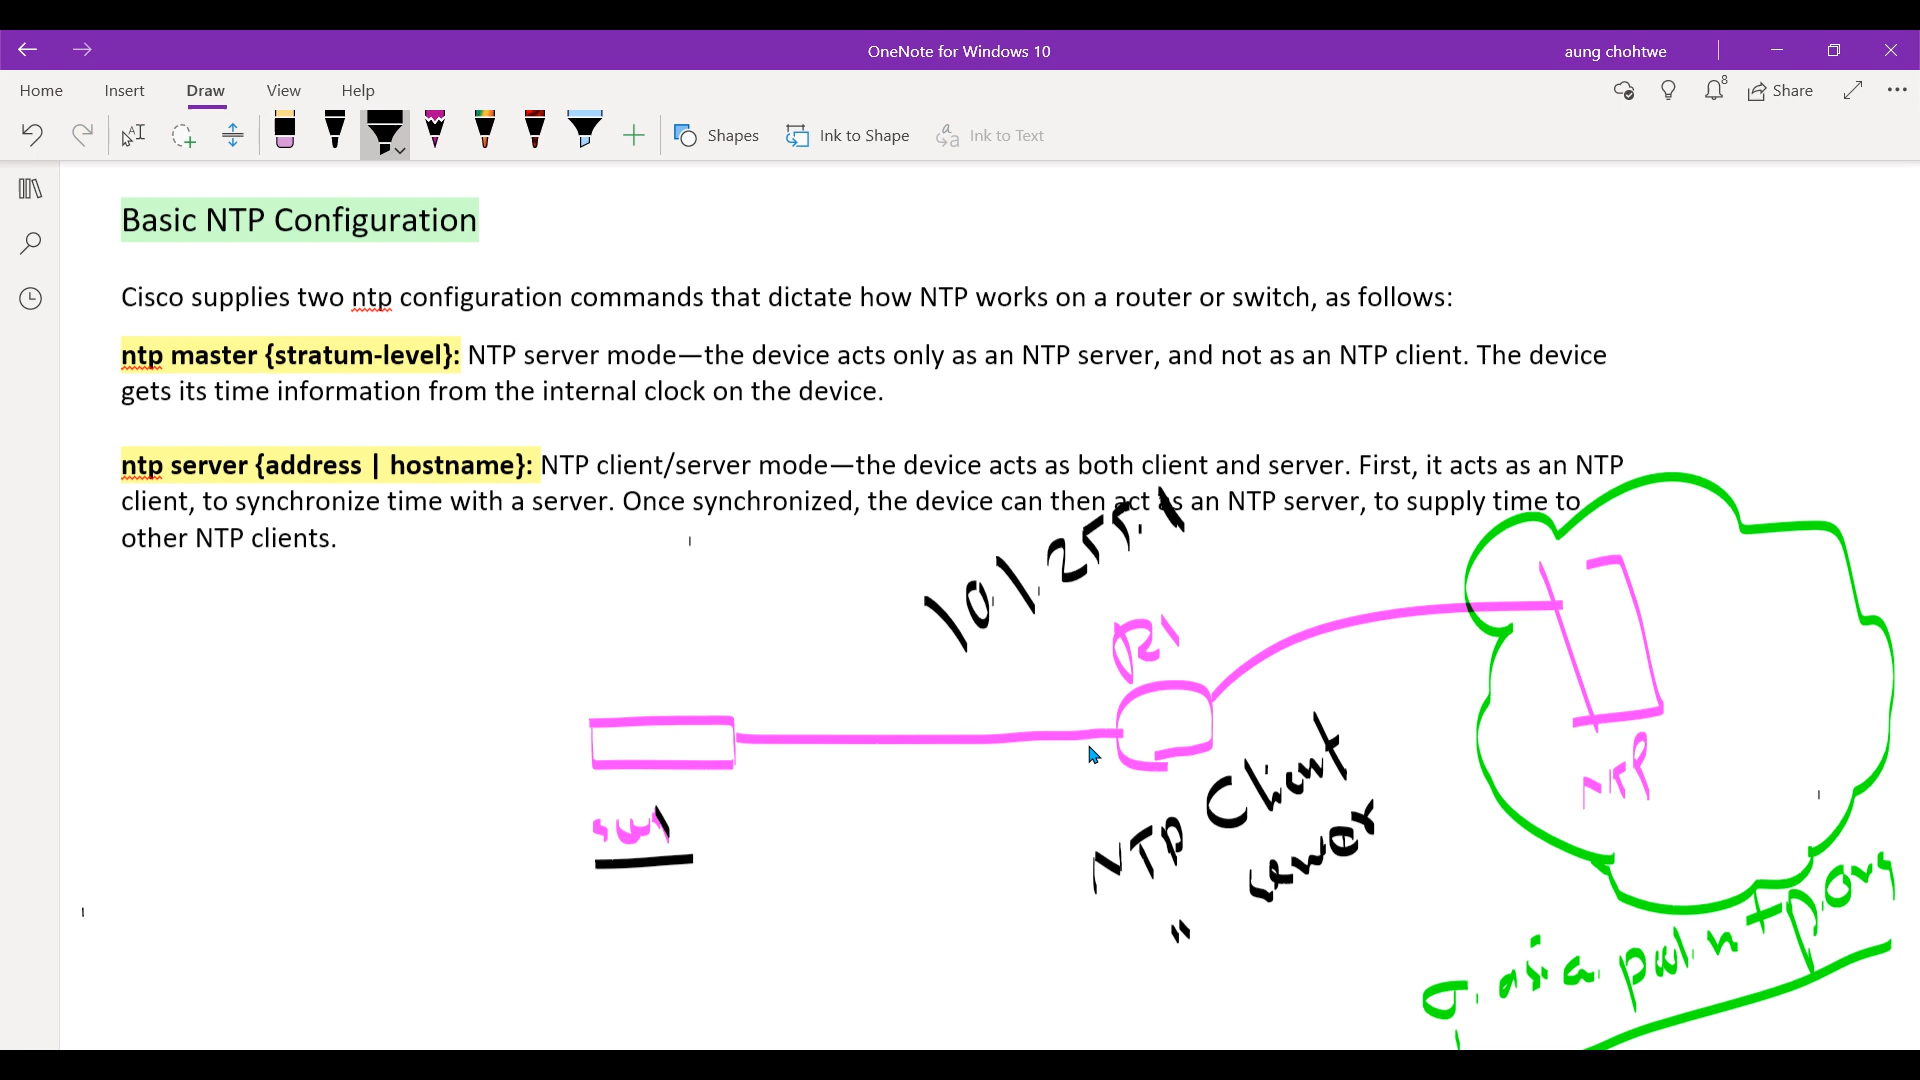 OneNote for Windows 10
aung chohtwe
Home Insert Draw View Help
8
Share
Shapes
Ink to Shape
Ink to Text
Basic NTP Configuration
Cisco supplies two ntp configuration commands that dictate how NTP works on a router or switch, as follows:
ntp master {stratum-level}: NTP server mode—the device acts only as an NTP server, and not as an NTP client. The device
gets its time information from the internal clock on the device.
ntp server {address | hostname}: NTP client/server mode—the device acts as both client and server. First, it acts as an NTP
client, to synchronize time with a server. Once synchronized, the device can then act as an NTP server, to supply time to
other NTP clients.
R1
NTP
sw1
NTP Client
" server